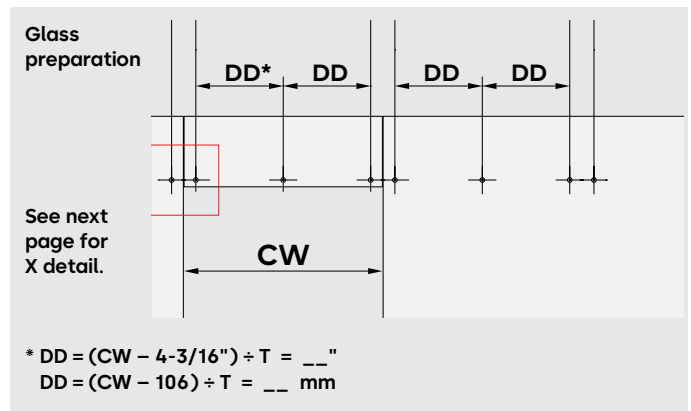 Glass
preparation
DD* DD DD DD
See next
page for
X detail.
CW
* DD = (CW – 4-3/16") ÷ T = __"
DD = (CW – 106) ÷ T = __ mm